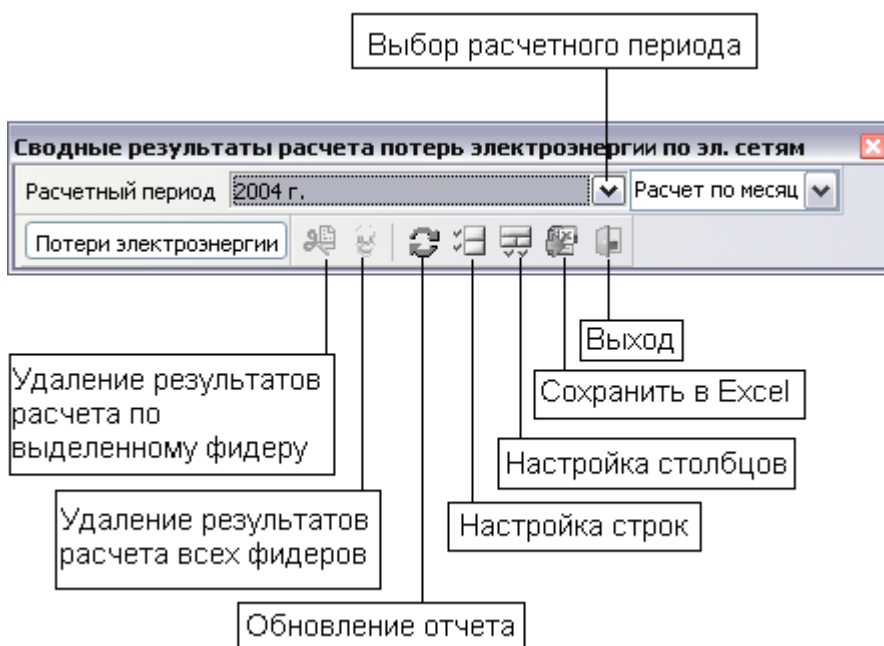 Выбор расчетного периода
Сводные результаты расчета потерь электроэнергии по эл. сетям
Расчетный период 2004 г. Расчет по месяц
Потери электроэнергии
Выход
Удаление результатов
расчета по
выделенному фидеру
Сохранить в Excel
Настройка столбцов
Удаление результатов
расчета всех фидеров
Настройка строк
Обновление отчета